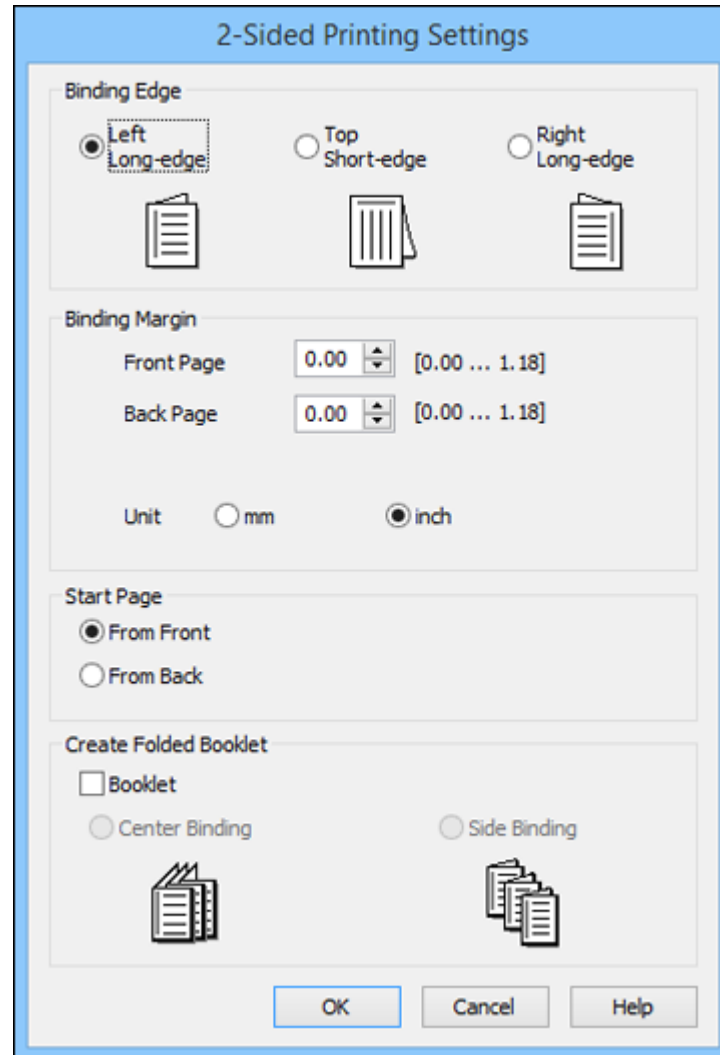 2-Sided Printing Settings
Binding Edge
Left
Long-edge
Top
Short-edge
Right
Long-edge
Binding Margin
Front Page 0.00 [0.00 ... 1.18]
Back Page 0.00 [0.00 ... 1.18]
Unit mm inch
Start Page
From Front
From Back
Create Folded Booklet
Booklet
Center Binding Side Binding
OK Cancel Help